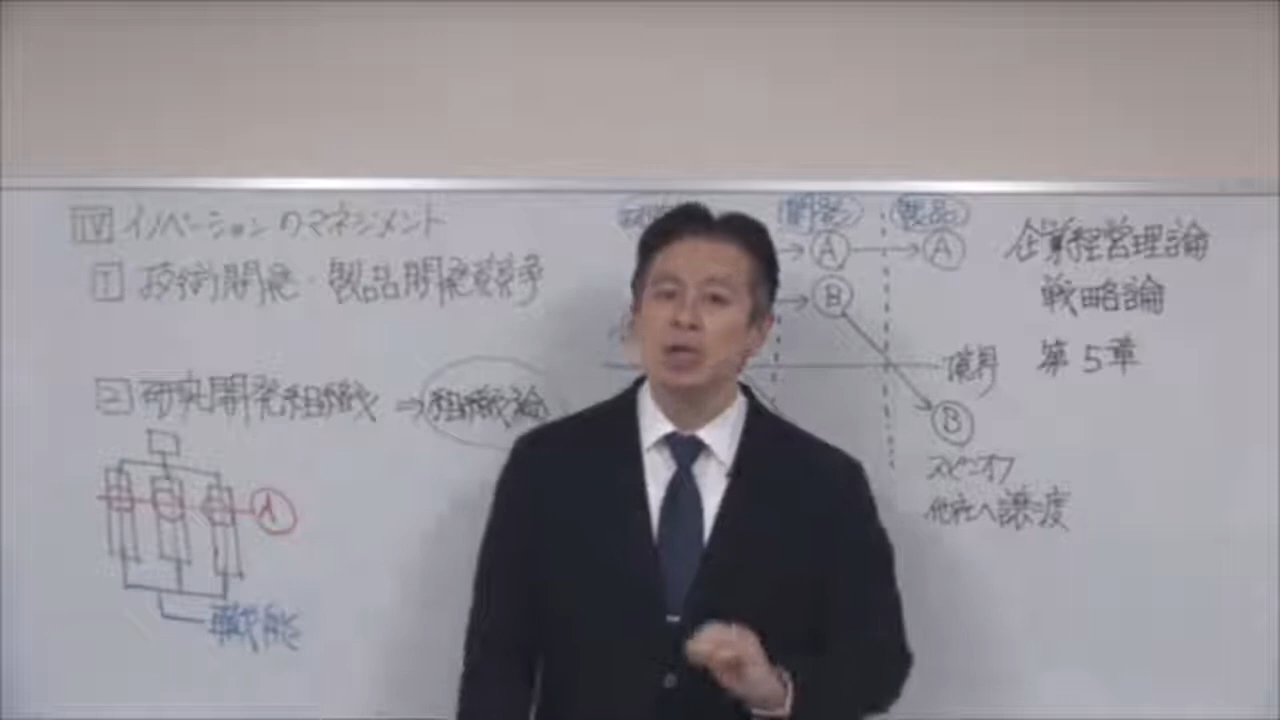 Ⅳ イノベーションのマネジメント
1 技術開発・製品開発競争
2 研究開発組織 ⇒ 組織論
A
職能
開発 製品
A → A
B
境界
B
スピンオフ
他社へ譲渡
企業経営理論
戦略論
第5章